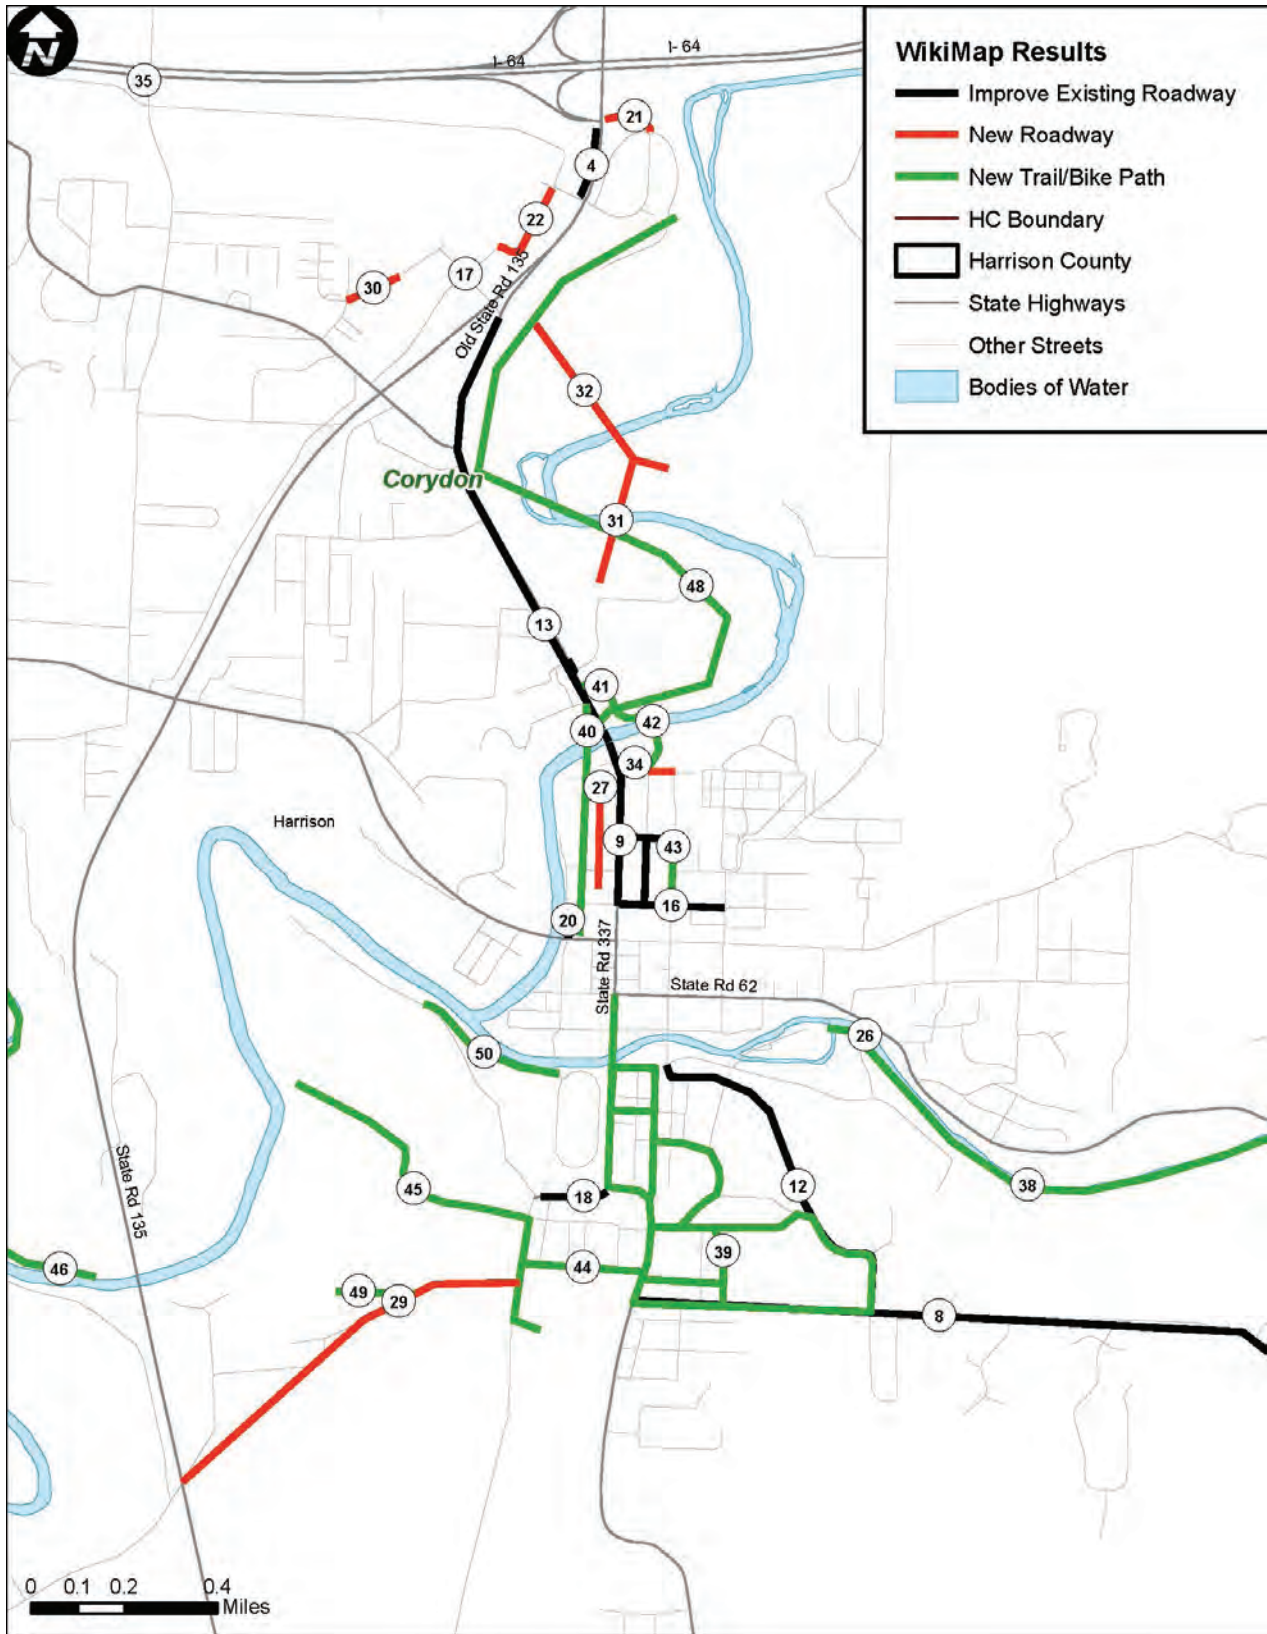 N
I- 64
I- 64
35
21
4
22
17
30
Old State Rd 135
32
Corydon
31
48
13
41
40
42
34
27
Harrison
9
43
16
20
State Rd 337
State Rd 62
26
50
38
12
45
18
State Rd 135
39
46
44
49
29
8
WikiMap Results
Improve Existing Roadway
New Roadway
New Trail/Bike Path
HC Boundary
Harrison County
State Highways
Other Streets
Bodies of Water
0 0.1 0.2 0.4
Miles